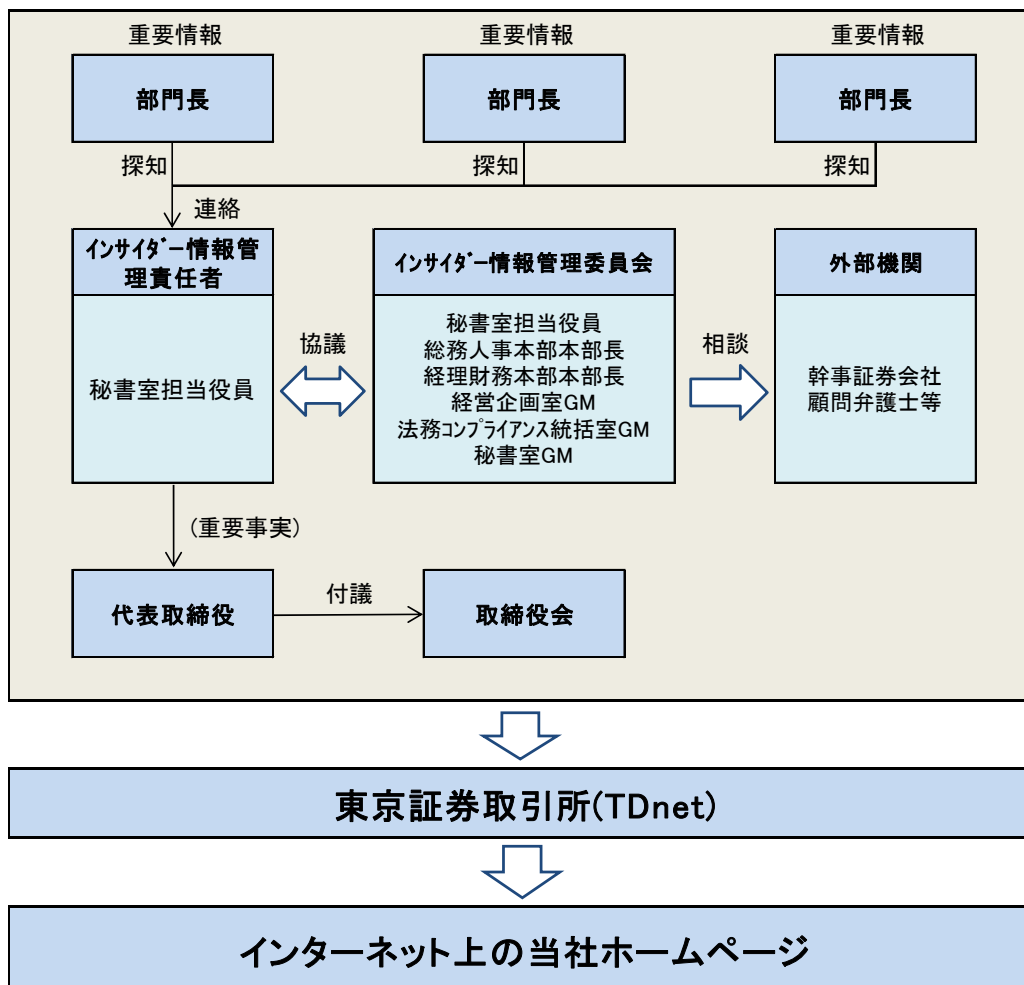 重要情報
重要情報
重要情報
部門長
部門長
部門長
探知
探知
探知
連絡
ｲﾝｻｲﾀﾞｰ情報管
理責任者
秘書室担当役員
協議
ｲﾝｻｲﾀﾞｰ情報管理委員会
秘書室担当役員
総務人事本部本部長
経理財務本部本部長
経営企画室GM
法務ｺﾝﾌﾟﾗｲｱﾝｽ統括室GM
秘書室GM
相談
外部機関
幹事証券会社
顧問弁護士等
(重要事実)
代表取締役
付議
取締役会
東京証券取引所(TDnet)
インターネット上の当社ホームページ